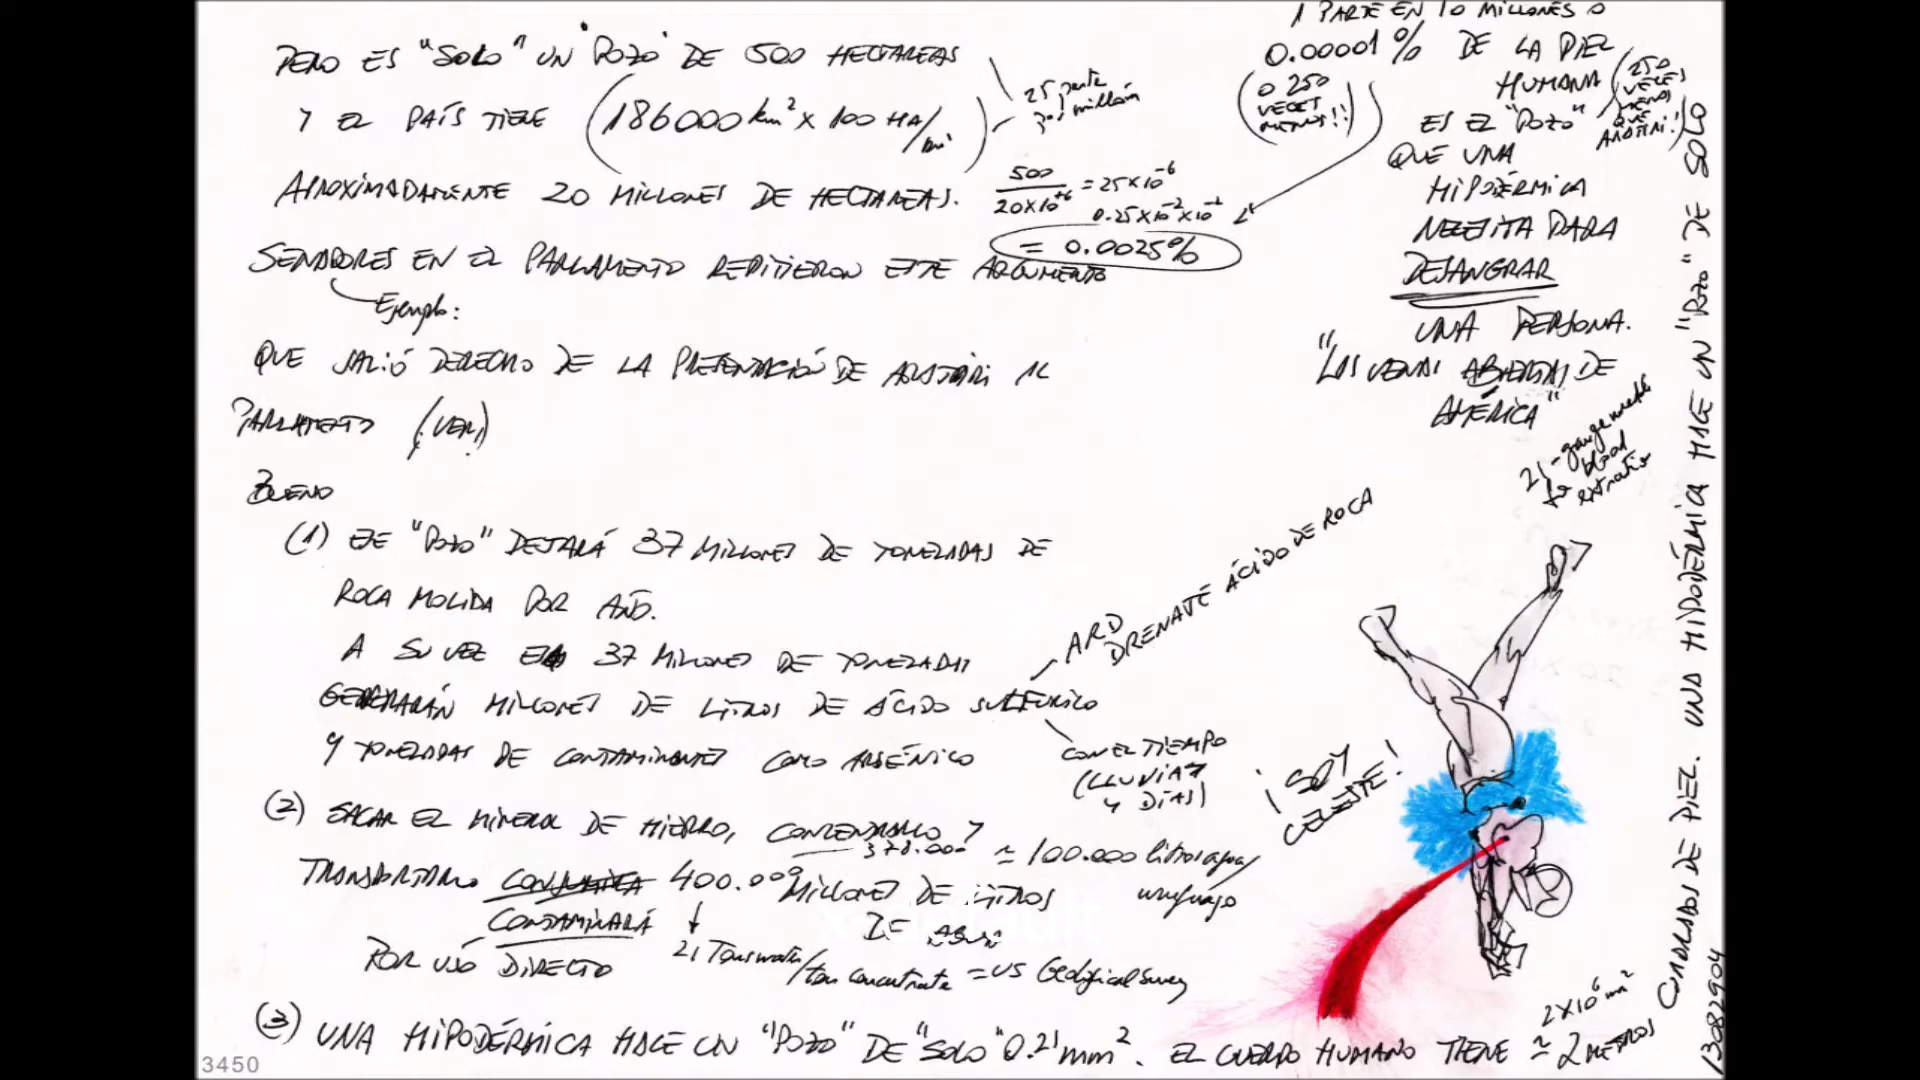 PERO ES "SOLO" UN "POZO" DE 500 HECTAREAS
Y EL PAÍS TIENE (186000 km² x 100 HA/km²)
25 parte
por millón
APROXIMADAMENTE 20 MILLONES DE HECTAREAS.
500
20x10⁺⁶
= 25x10⁻⁶
0.25x10⁻²x10⁻²
= 0.0025%
SENADORES EN EL PARLAMENTO REPITIERON ESTE ARGUMENTO
Ejemplo:
QUE SALIÓ DERECHO DE LA PRESENTACIÓN DE ARATIRI AL
PARLAMENTO (VER)
BUENO
(1) ESE "POZO" DEJARÁ 37 MILLONES DE TONELADAS DE
ROCA MOLIDA POR AÑO.
A SU VEZ 37 MILLONES DE TONELADAS
GENERARÁN MILLONES DE LITROS DE ÁCIDO SULFURICO
Y TONELADAS DE CONTAMINANTES COMO ARSÉNICO
ARD
DRENAJE ÁCIDO DE ROCA
CON EL TIEMPO
(LLUVIA Y
Y DÍAS)
(2) SACAR EL MINERAL DE HIERRO, CONCENTRARLO Y
378.000 ≈ 100.000 litros agua/
uruguayo
TRANSPORTARLO 400.000 MILLONES DE LITROS
CONTAMINARÁ
DE AGUA
POR USO DIRECTO
21 Tons water/ton concentrate = US Geological Survey
(3) UNA HIPODÉRMICA HACE UN "POZO" DE "SOLO" 0.21 mm². EL CUERPO HUMANO TIENE ≈ 2 METROS
2x10⁶ mm²
CUADRADOS DE PIEL. UNA HIPODÉRMICA HACE UN "POZO" DE SOLO
1 PARTE EN 10 MILLONES O
0.00001% DE LA PIEL
HUMANA
(250
VECES
MENOS
QUE
ARATIRI!)
(O 250
VECES
MENOS!!)
ES EL "POZO"
QUE UNA
HIPODÉRMICA
NECESITA PARA
DESANGRAR
UNA PERSONA.
"LAS VENAS ABIERTAS DE
AMÉRICA"
21-gauge needle
for blood
extraction
¡SOY
CELESTE!
13082904
3450